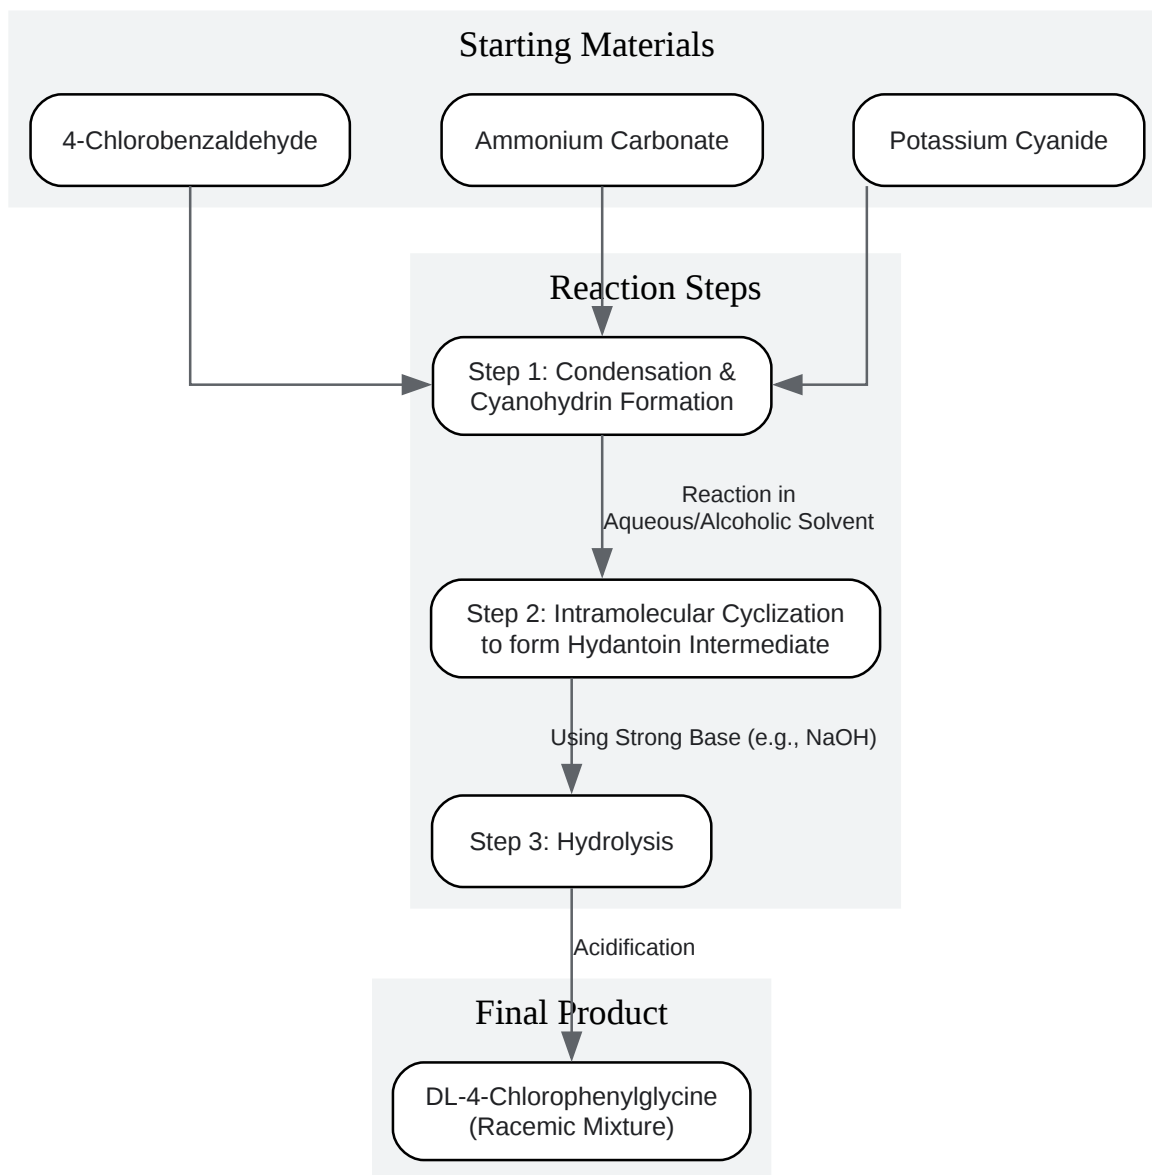 Starting Materials
4-Chlorobenzaldehyde
Ammonium Carbonate
Potassium Cyanide
Reaction Steps
Step 1: Condensation &
Cyanohydrin Formation
Reaction in
Aqueous/Alcoholic Solvent
Step 2: Intramolecular Cyclization
to form Hydantoin Intermediate
Using Strong Base (e.g., NaOH)
Step 3: Hydrolysis
Acidification
Final Product
DL-4-Chlorophenylglycine
(Racemic Mixture)